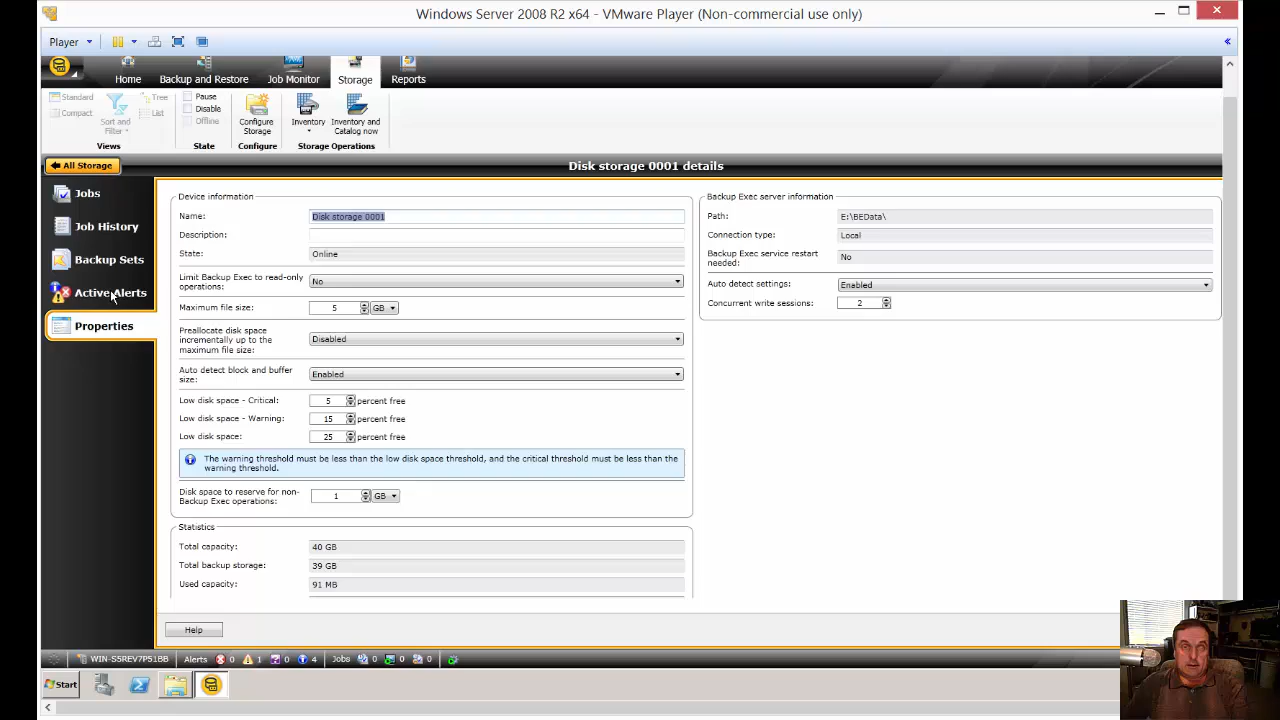 Windows Server 2008 R2 x64 - VMware Player (Non-commercial use only)
Player
Home
Backup and Restore
Job Monitor
Storage
Reports
Standard
Compact
Sort and
Filter
Tree
List
Views
Pause
Disable
Offline
State
Configure
Storage
Configure
Inventory
Inventory and
Catalog now
Storage Operations
All Storage
Disk storage 0001 details
Jobs
Job History
Backup Sets
Active Alerts
Properties
Device information
Name: Disk storage 0001
Description:
State: Online
Limit Backup Exec to read-only
operations: No
Maximum file size: 5 GB
Preallocate disk space
incrementally up to the
maximum file size: Disabled
Auto detect block and buffer
size: Enabled
Low disk space - Critical: 5 percent free
Low disk space - Warning: 15 percent free
Low disk space: 25 percent free
The warning threshold must be less than the low disk space threshold, and the critical threshold must be less than the
warning threshold.
Disk space to reserve for non-
Backup Exec operations: 1 GB
Statistics
Total capacity: 40 GB
Total backup storage: 39 GB
Used capacity: 91 MB
Backup Exec server information
Path: E:\BEData\
Connection type: Local
Backup Exec service restart
needed: No
Auto detect settings: Enabled
Concurrent write sessions: 2
Help
WIN-S5REV7P51BB Alerts 0 1 0 4 Jobs 0 0 0
Start